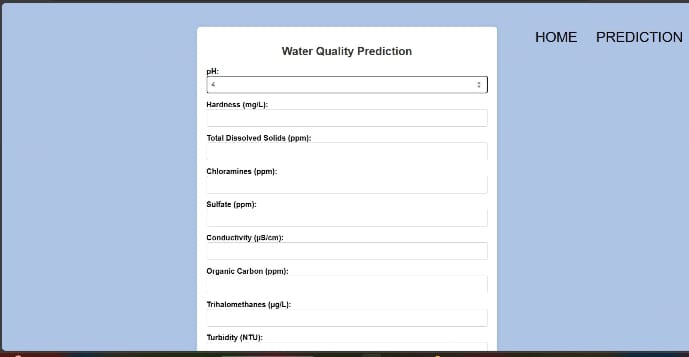 HOME PREDICTION
Water Quality Prediction
pH:
4
Hardness (mg/L):
Total Dissolved Solids (ppm):
Chloramines (ppm):
Sulfate (ppm):
Conductivity (μS/cm):
Organic Carbon (ppm):
Trihalomethanes (μg/L):
Turbidity (NTU):